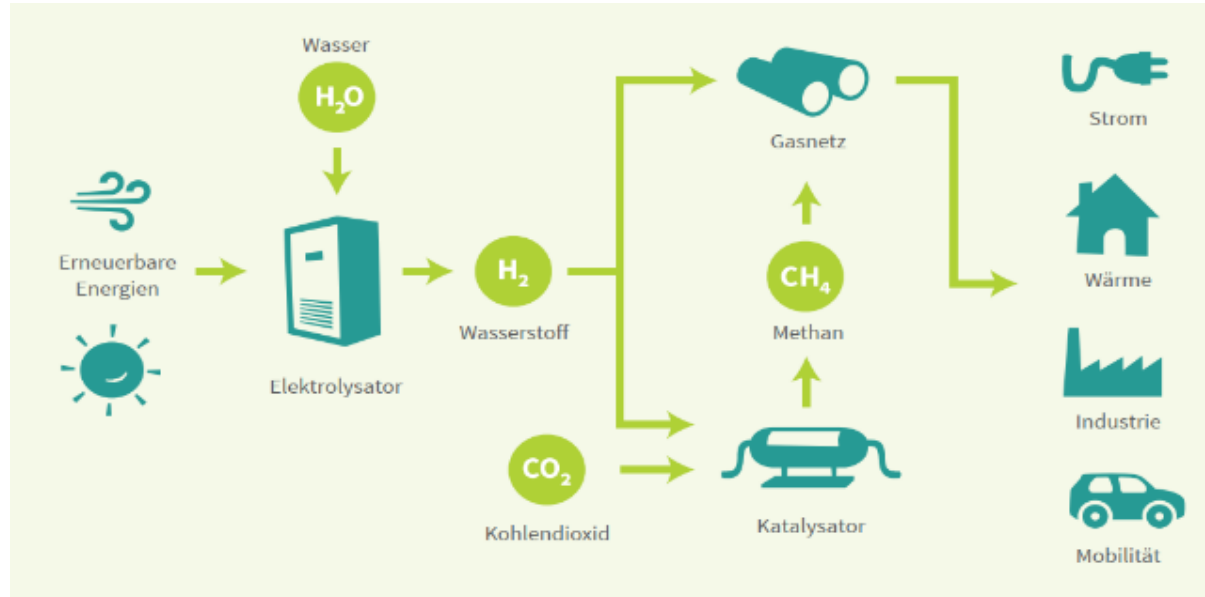 Wasser
H₂O
Erneuerbare
Energien
Elektrolysator
H₂
Wasserstoff
CO₂
Kohlendioxid
Gasnetz
CH₄
Methan
Katalysator
Strom
Wärme
Industrie
Mobilität